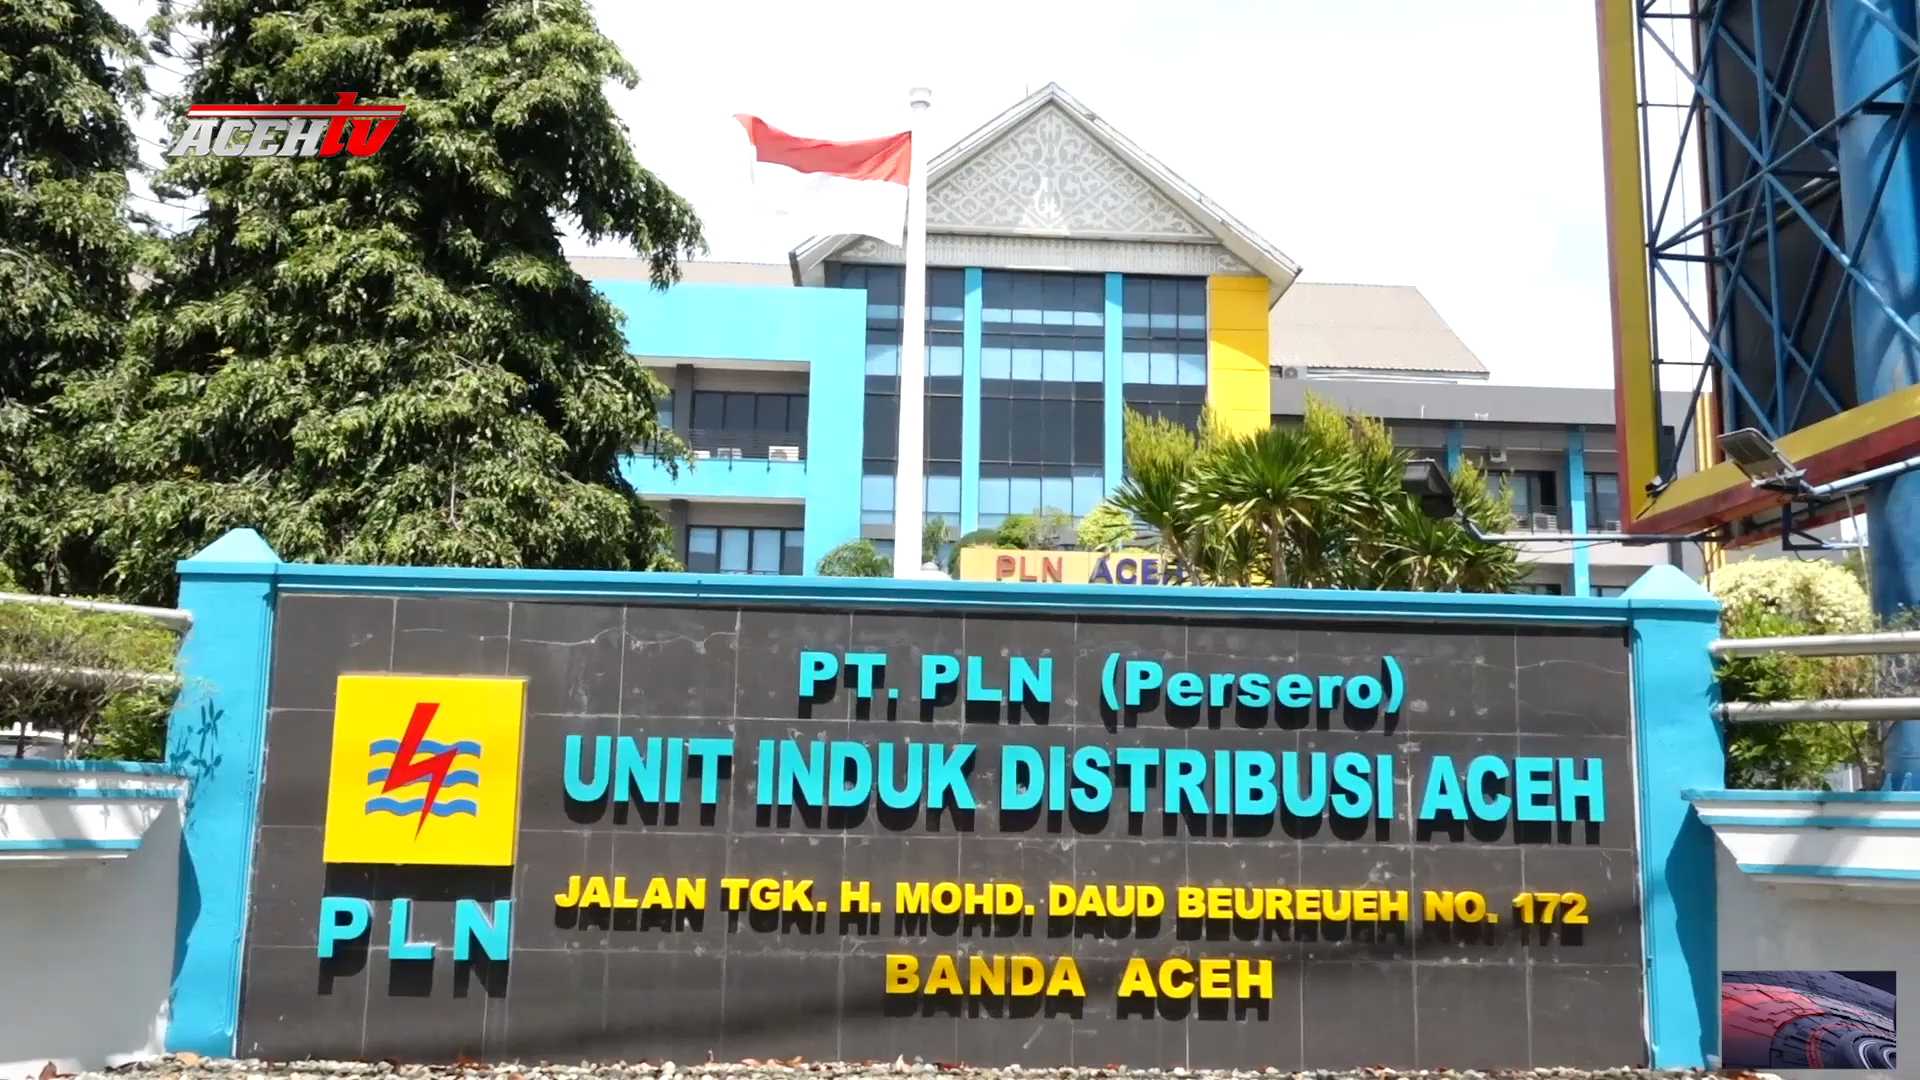 ACEHtv
PLN ACEH
PT. PLN (Persero)
UNIT INDUK DISTRIBUSI ACEH
PLN
JALAN TGK. H. MOHD. DAUD BEUREUEH NO. 172
BANDA ACEH